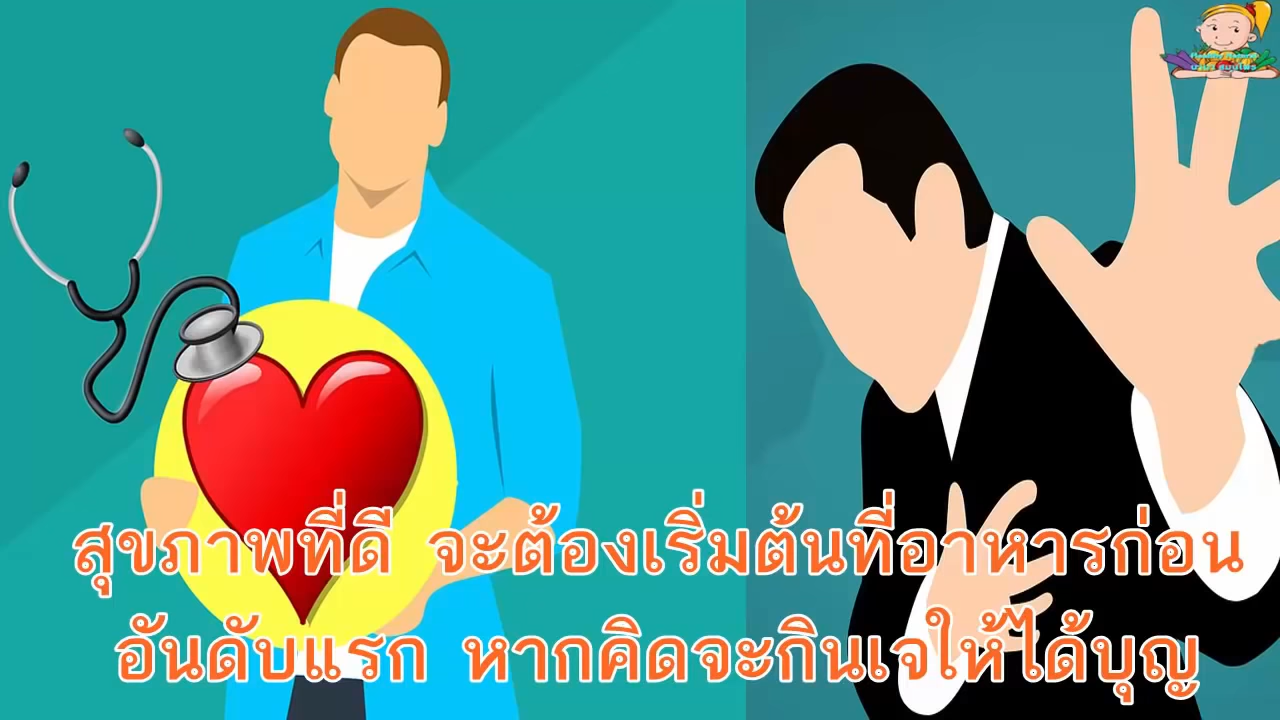 สุขภาพที่ดี จะต้องเริ่มต้นที่อาหารก่อน
อันดับแรก หากคิดจะกินเจให้ได้บุญ